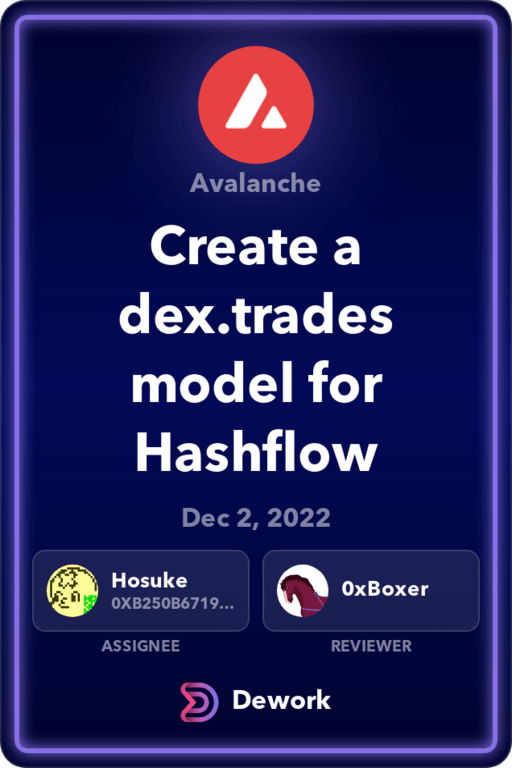 Avalanche
Create a
dex.trades
model for
Hashflow
Dec 2, 2022
Hosuke
0XB250B6719...
0xBoxer
ASSIGNEE
REVIEWER
Dework